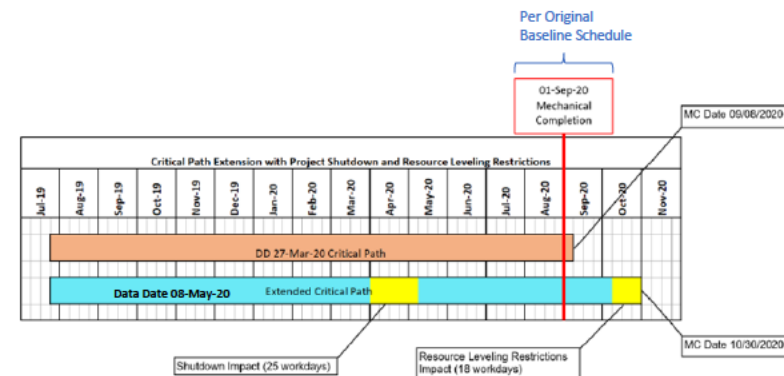 Per Original
Baseline Schedule
01-Sep-20
Mechanical
Completion
MC Date 09/08/2020
Critical Path Extension with Project Shutdown and Resource Leveling Restrictions
Jul-19
Aug-19
Sep-19
Oct-19
Nov-19
Dec-19
Jan-20
Feb-20
Mar-20
Apr-20
May-20
Jun-20
Jul-20
Aug-20
Sep-20
Oct-20
Nov-20
DD 27-Mar-20 Critical Path
Data Date 08-May-20 Extended Critical Path
MC Date 10/30/2020
Shutdown Impact (25 workdays)
Resource Leveling Restrictions
Impact (18 workdays)